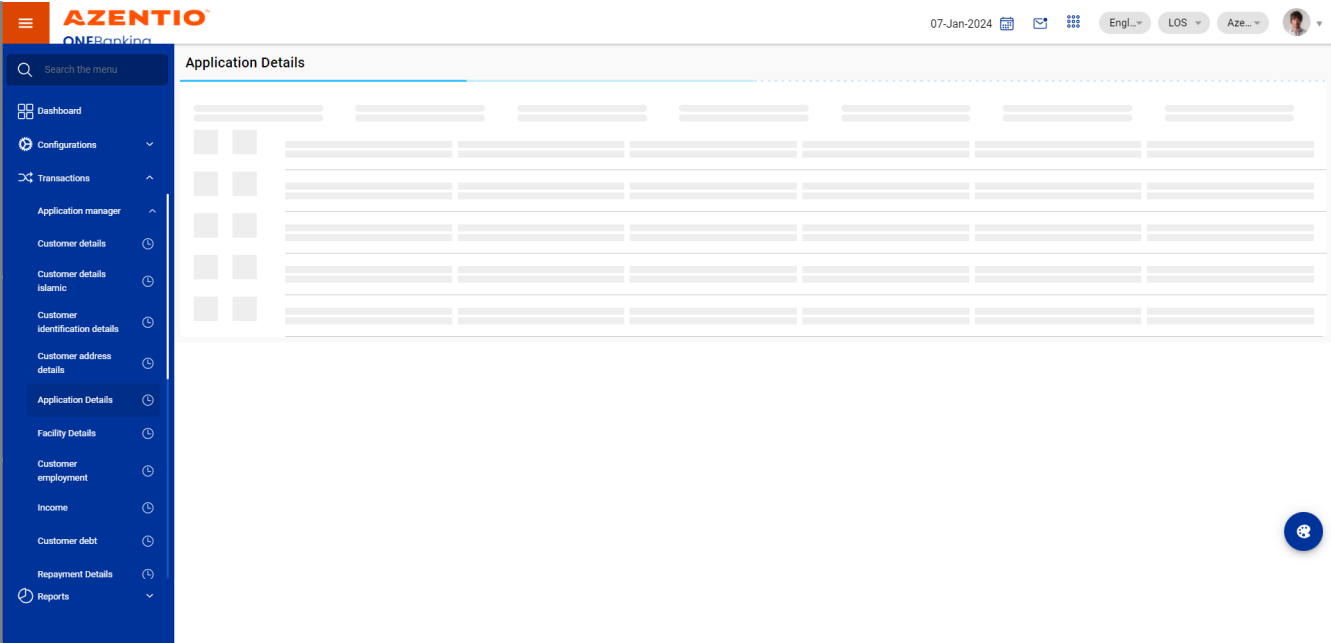 AZENTIO™
ONEBanking
07-Jan-2024
Engl...
LOS
Aze...
Search the menu
Application Details
Dashboard
Configurations
Transactions
Application manager
Customer details
Customer details
islamic
Customer
identification details
Customer address
details
Application Details
Facility Details
Customer
employment
Income
Customer debt
Repayment Details
Reports